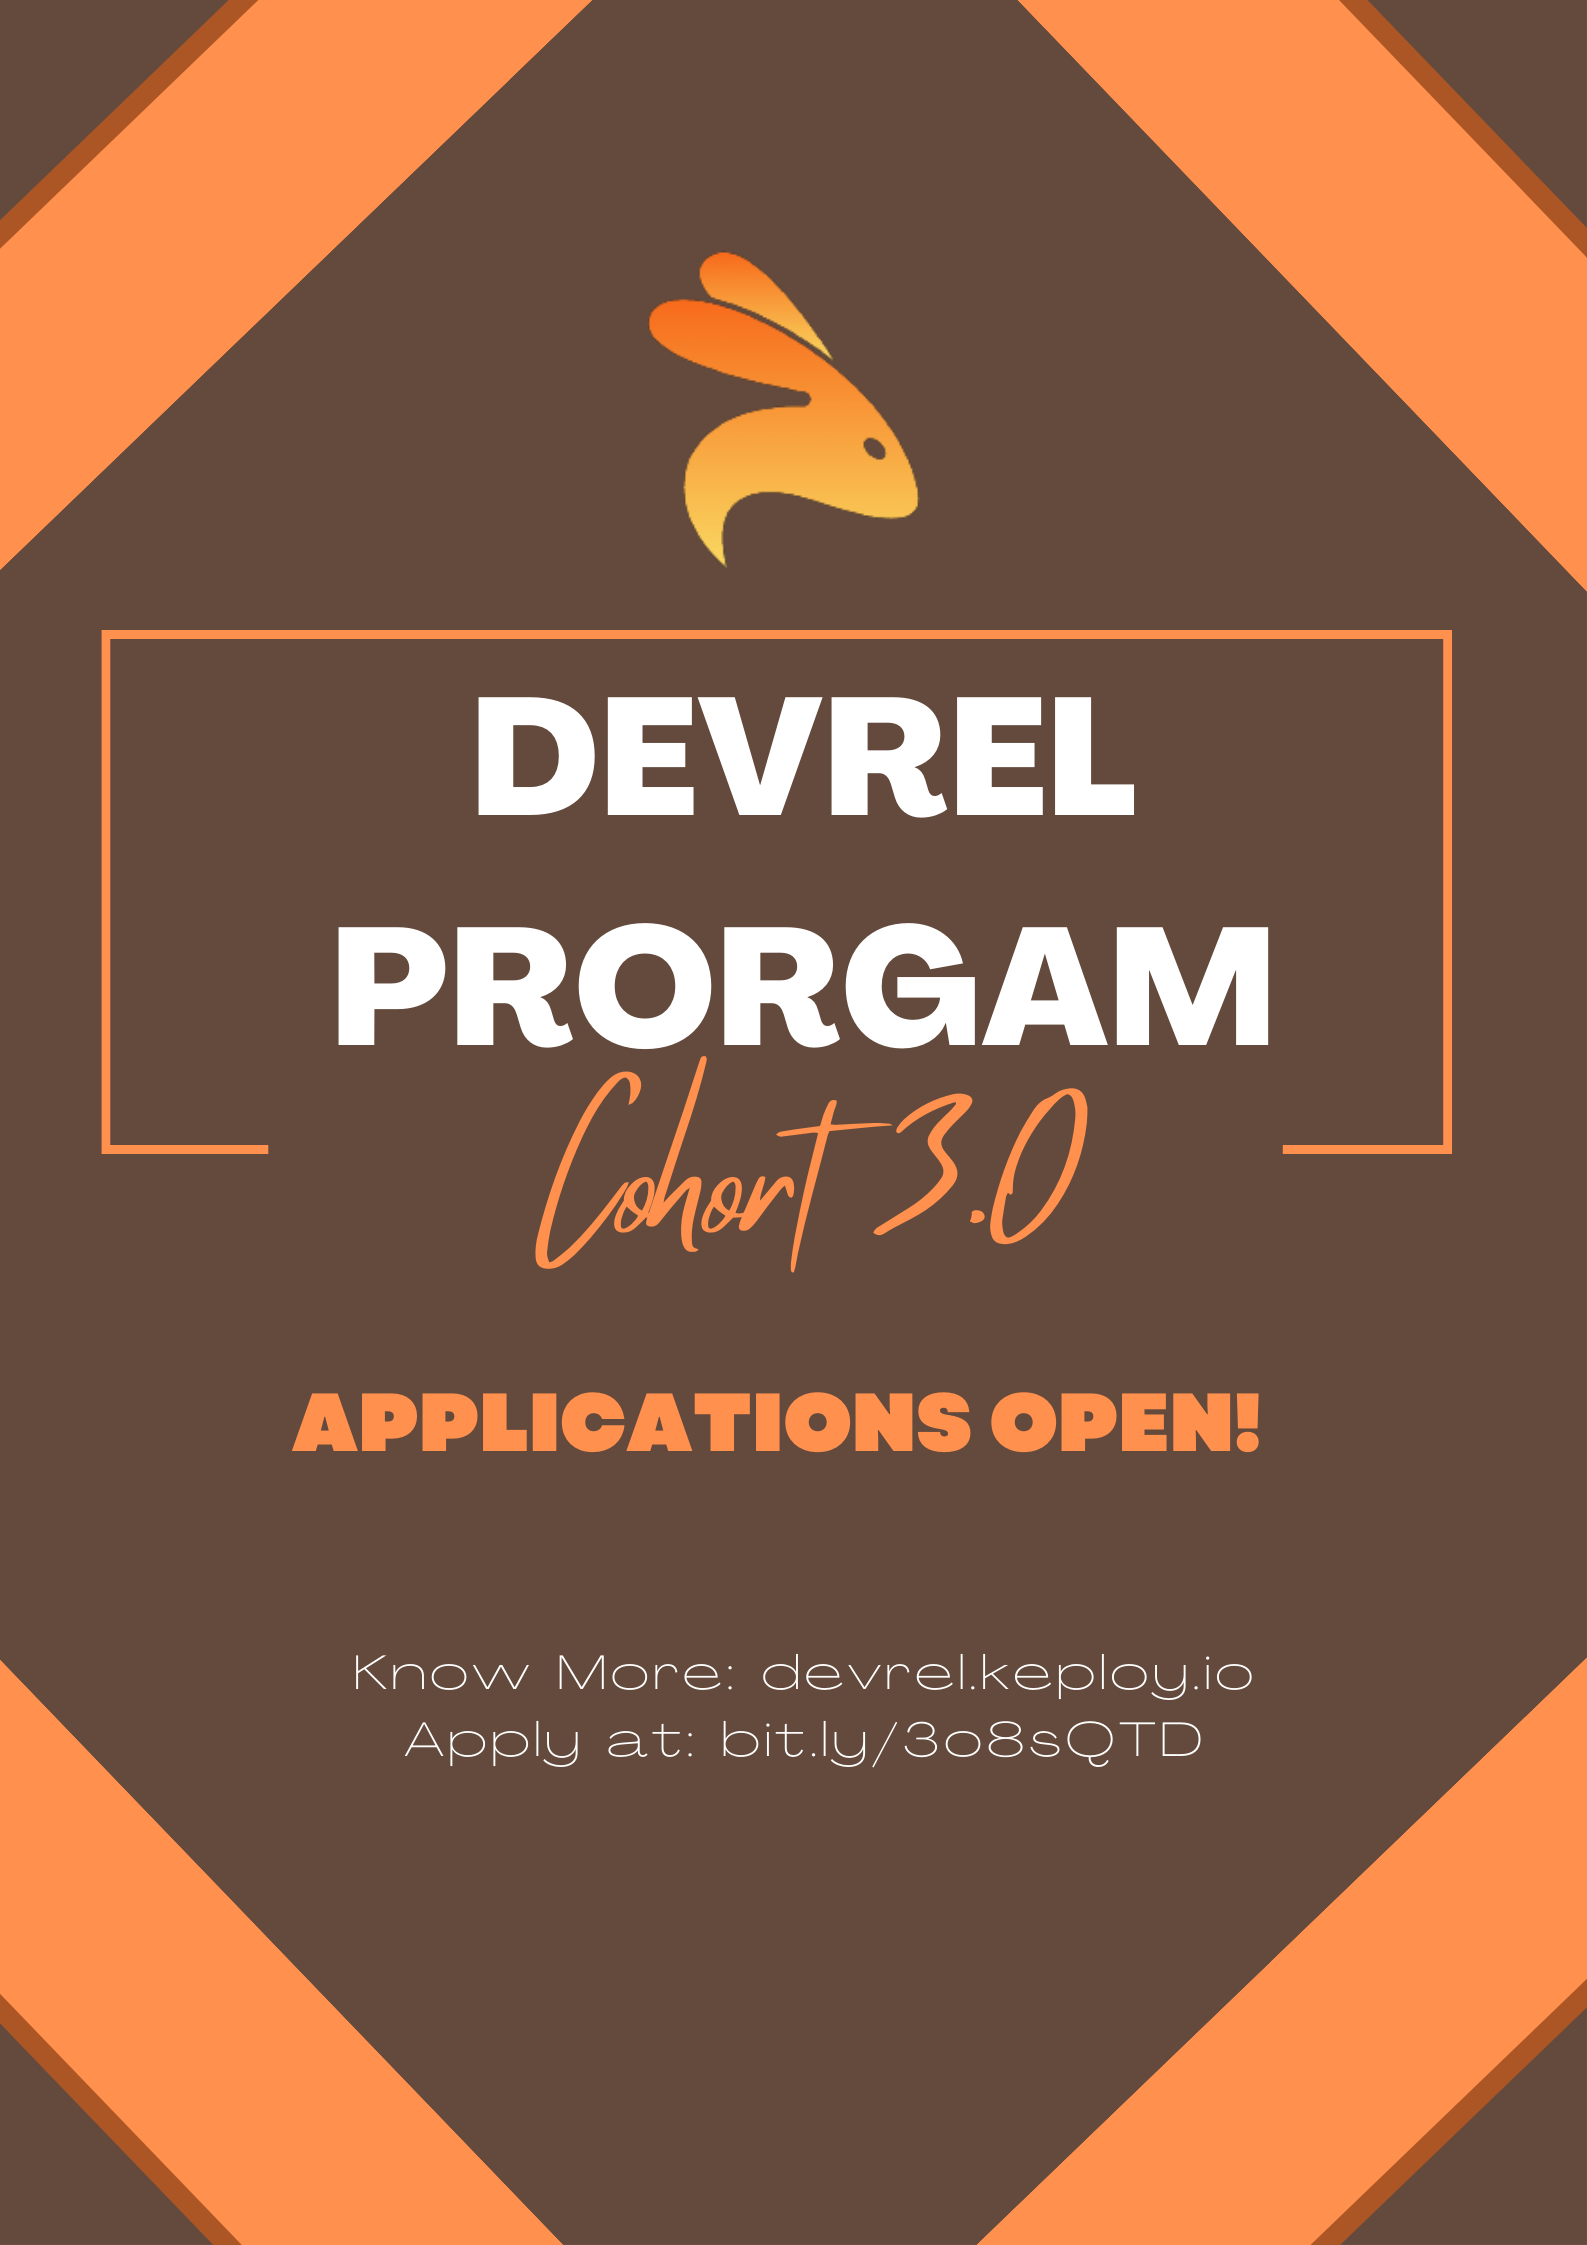 DEVREL
PRORGAM
Cohort 3.0
APPLICATIONS OPEN!
Know More: devrel.keploy.io
Apply at: bit.ly/3o8sQTD